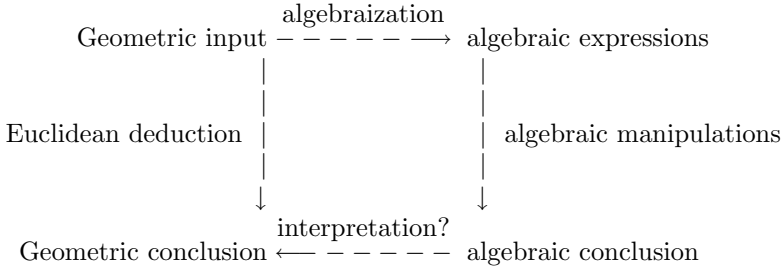 algebraization
Geometric input algebraic expressions
Euclidean deduction algebraic manipulations
interpretation?
Geometric conclusion algebraic conclusion